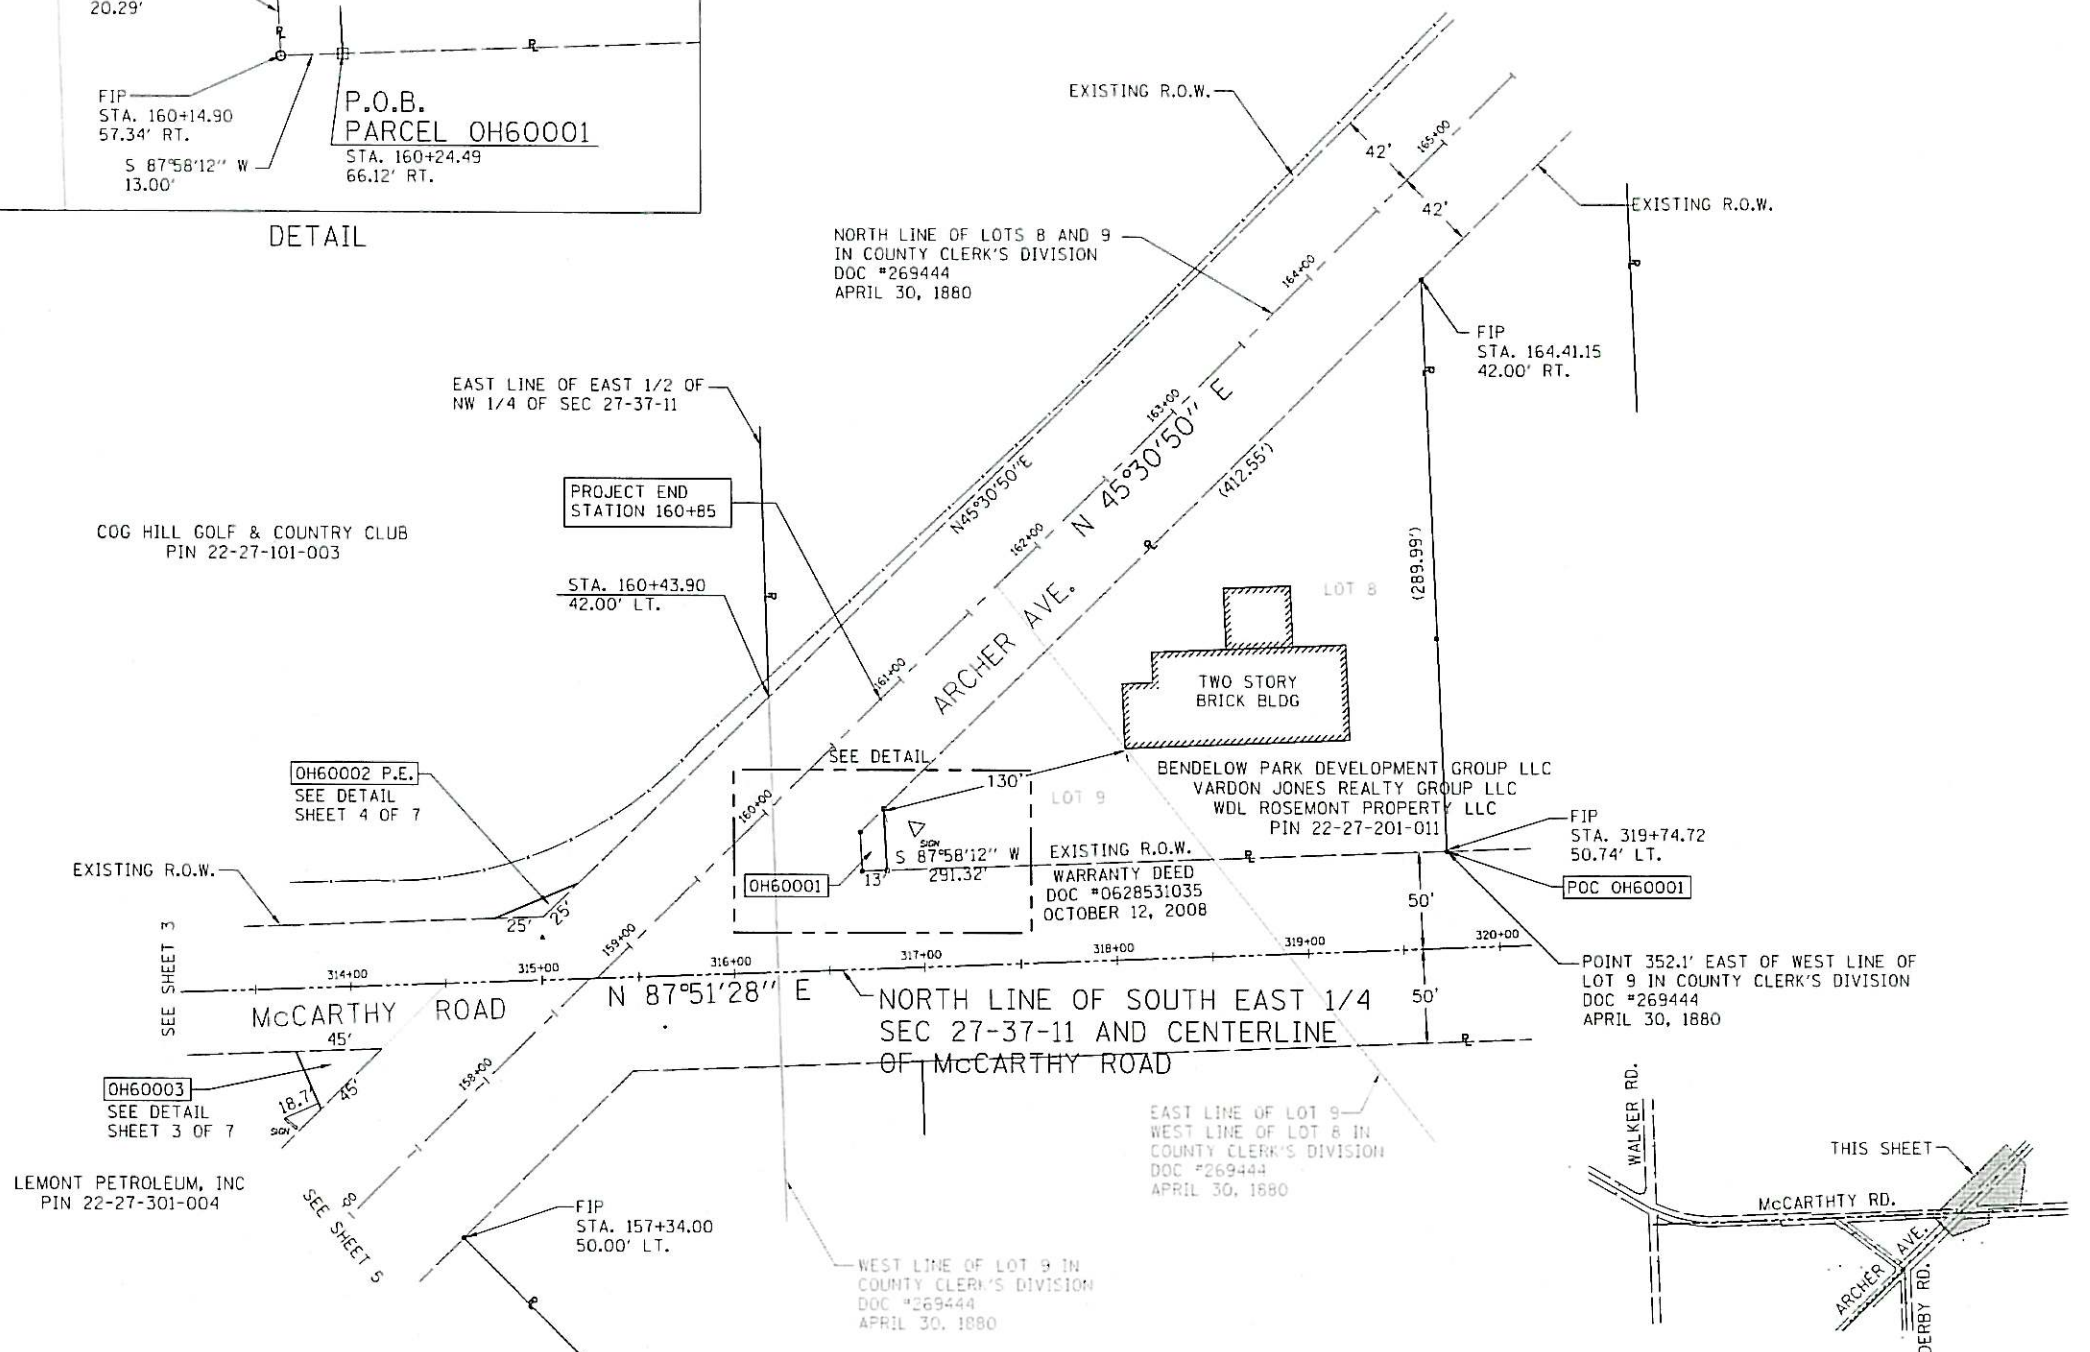 20.29'
FIP
STA. 160+14.90
57.34' RT.
S 87°58'12" W
13.00'
P.O.B.
PARCEL OH60001
STA. 160+24.49
66.12' RT.
DETAIL
EXISTING R.O.W.
42'
165+00
42'
EXISTING R.O.W.
NORTH LINE OF LOTS 8 AND 9
IN COUNTY CLERK'S DIVISION
DOC #269444
APRIL 30, 1880
164+00
FIP
STA. 164.41.15
42.00' RT.
EAST LINE OF EAST 1/2 OF
NW 1/4 OF SEC 27-37-11
163+00
N 45°30'50" E
(412.55')
N45°30'50"E
PROJECT END
STATION 160+85
162+00
COG HILL GOLF & COUNTRY CLUB
PIN 22-27-101-003
(289.99')
STA. 160+43.90
42.00' LT.
LOT 8
ARCHER AVE.
161+00
TWO STORY
BRICK BLDG
SEE DETAIL
130'
OH60002 P.E.
SEE DETAIL
SHEET 4 OF 7
160+00
LOT 9
BENDELOW PARK DEVELOPMENT GROUP LLC
VARDON JONES REALTY GROUP LLC
WDL ROSEMONT PROPERTY LLC
PIN 22-27-201-011
FIP
STA. 319+74.72
50.74' LT.
SIGN
S 87°58'12" W
291.32'
13'
OH60001
EXISTING R.O.W.
WARRANTY DEED
DOC #0628531035
OCTOBER 12, 2008
POC OH60001
EXISTING R.O.W.
25'
25'
50'
SEE SHEET 3
159+00
314+00
315+00
316+00
317+00
318+00
319+00
320+00
N 87°51'28" E
McCARTHY ROAD
NORTH LINE OF SOUTH EAST 1/4
SEC 27-37-11 AND CENTERLINE
OF McCARTHY ROAD
50'
POINT 352.1' EAST OF WEST LINE OF
LOT 9 IN COUNTY CLERK'S DIVISION
DOC #269444
APRIL 30, 1880
45'
158+00
OH60003
SEE DETAIL
SHEET 3 OF 7
18.7'
45'
SIGN
LEMONT PETROLEUM, INC
PIN 22-27-301-004
SEE SHEET 5
FIP
STA. 157+34.00
50.00' LT.
EAST LINE OF LOT 9
WEST LINE OF LOT 8 IN
COUNTY CLERK'S DIVISION
DOC #269444
APRIL 30, 1880
WEST LINE OF LOT 9 IN
COUNTY CLERK'S DIVISION
DOC #269444
APRIL 30, 1880
WALKER RD.
THIS SHEET
McCARTHTY RD.
ARCHER AVE.
DERBY RD.